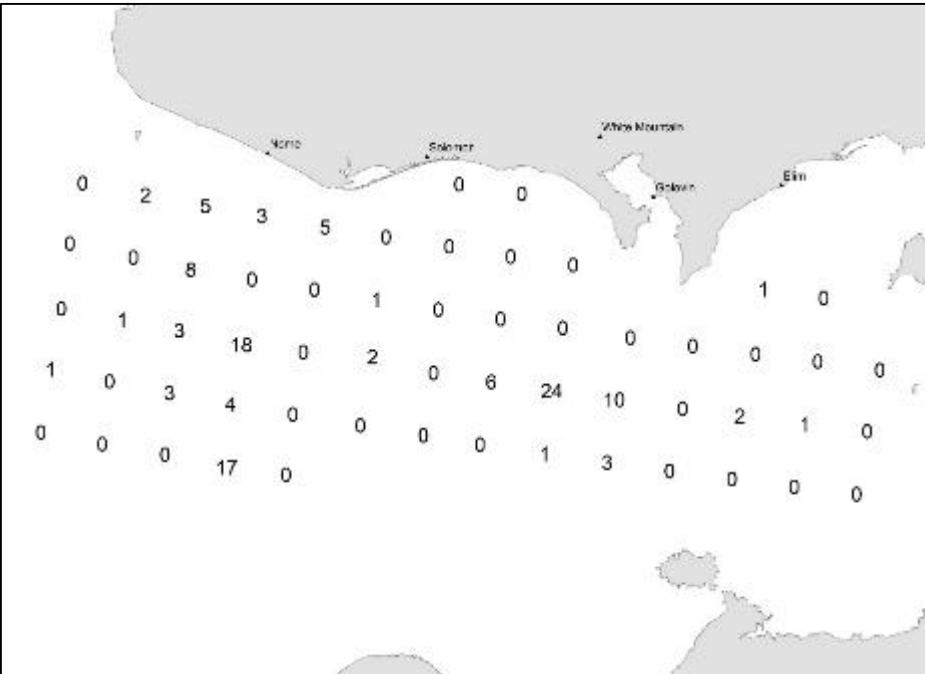 White Mountain
Nome
Solomon
Elim
Golovin
0 0
0 2 5 3 5 0 0 0 0
1 0
0 0 8 0 0 1 0 0 0 0 0 0 0 0
0 1 3 18 0 2 0 6 24 10 0 2 1 0
1 0 3 4 0 0 0 0 1 3 0 0 0 0
0 0 0 17 0